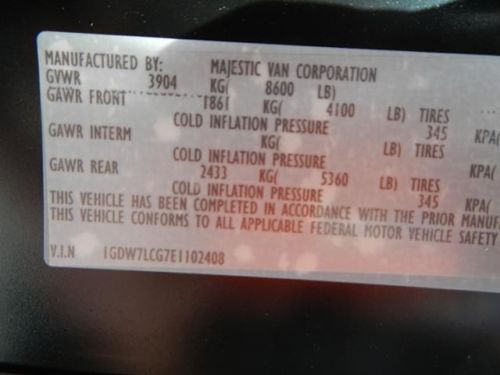 MANUFACTURED BY: MAJESTIC VAN CORPORATION
GVWR 3904 KG( 8600 LB)
GAWR FRONT 1861 KG( 4100 LB) TIRES
COLD INFLATION PRESSURE 345 KPA(
GAWR INTERM KG( LB) TIRES
COLD INFLATION PRESSURE KPA(
GAWR REAR 2433 KG( 5360 LB) TIRES
COLD INFLATION PRESSURE 345 KPA(
THIS VEHICLE HAS BEEN COMPLETED IN ACCORDANCE WITH THE PRIOR MANUF
THIS VEHICLE CONFORMS TO ALL APPLICABLE FEDERAL MOTOR VEHICLE SAFETY
V.I.N 1GDW7LCG7E1102408